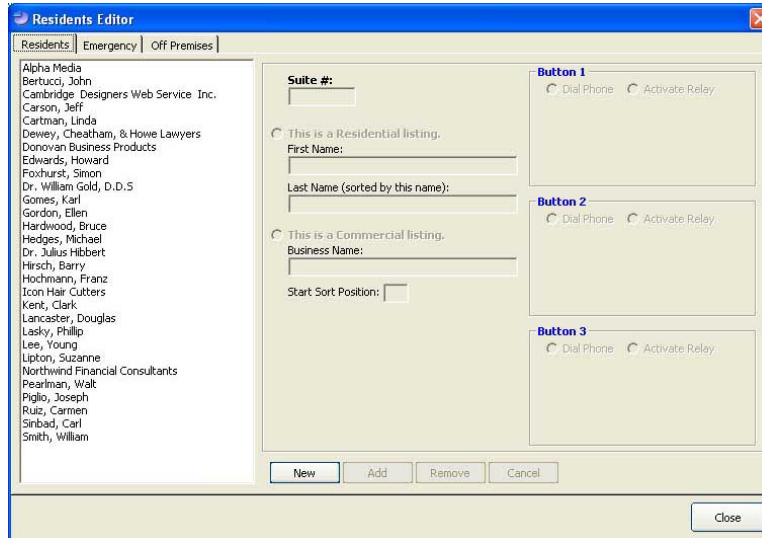 Residents Editor
Residents Emergency Off Premises
Alpha Media
Bertucci, John
Cambridge Designers Web Service Inc.
Carson, Jeff
Cartman, Linda
Dewey, Cheatham, & Howe Lawyers
Donovan Business Products
Edwards, Howard
Foxhurst, Simon
Dr. William Gold, D.D.S
Gomes, Karl
Gordon, Ellen
Hardwood, Bruce
Hedges, Michael
Dr. Julius Hibbert
Hirsch, Barry
Hochmann, Franz
Icon Hair Cutters
Kent, Clark
Lancaster, Douglas
Lasky, Phillip
Lee, Young
Lipton, Suzanne
Northwind Financial Consultants
Pearlman, Walt
Piglio, Joseph
Ruiz, Carmen
Sinbad, Carl
Smith, William
Suite #:
This is a Residential listing.
First Name:
Last Name (sorted by this name):
This is a Commercial listing.
Business Name:
Start Sort Position:
Button 1
Dial Phone Activate Relay
Button 2
Dial Phone Activate Relay
Button 3
Dial Phone Activate Relay
New Add Remove Cancel
Close